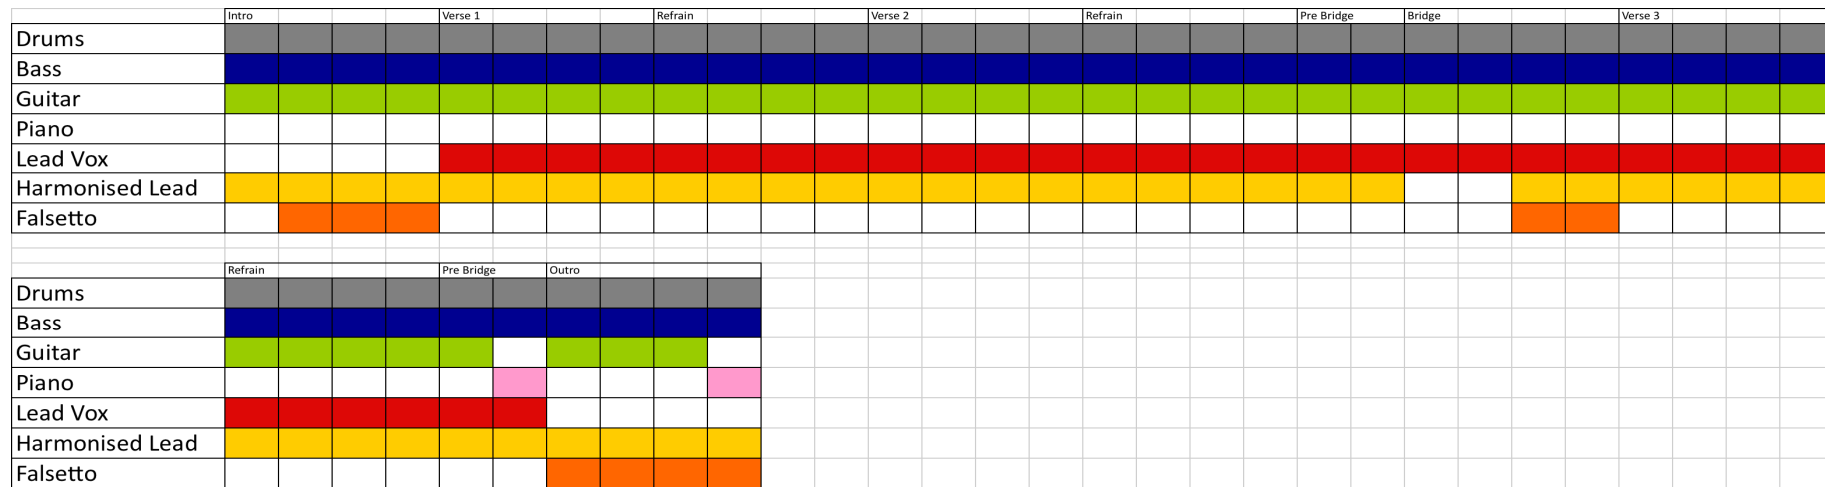 Intro Verse 1 Refrain Verse 2 Refrain Pre Bridge Bridge Verse 3
Drums
Bass
Guitar
Piano
Lead Vox
Harmonised Lead
Falsetto
Refrain Pre Bridge Outro
Drums
Bass
Guitar
Piano
Lead Vox
Harmonised Lead
Falsetto